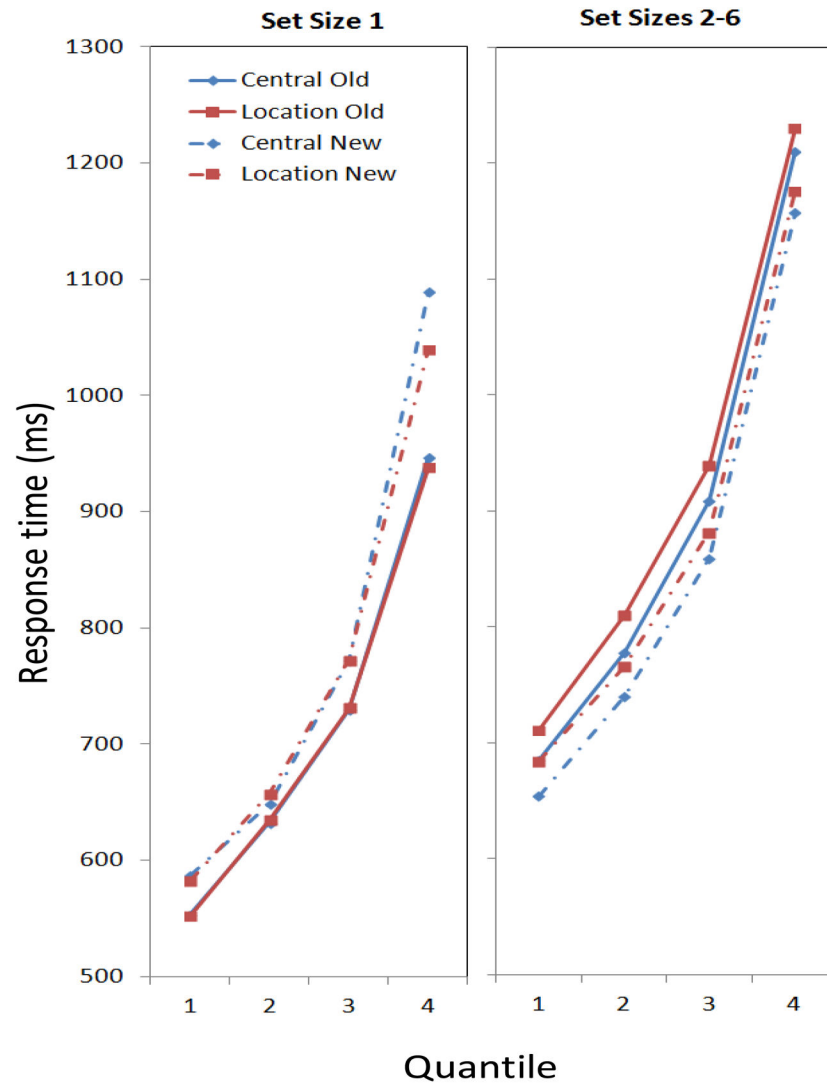 Set Size 1
Set Sizes 2-6
1300
1200
1100
1000
900
800
700
600
500
Central Old
Location Old
Central New
Location New
Response time (ms)
1 2 3 4
1 2 3 4
Quantile